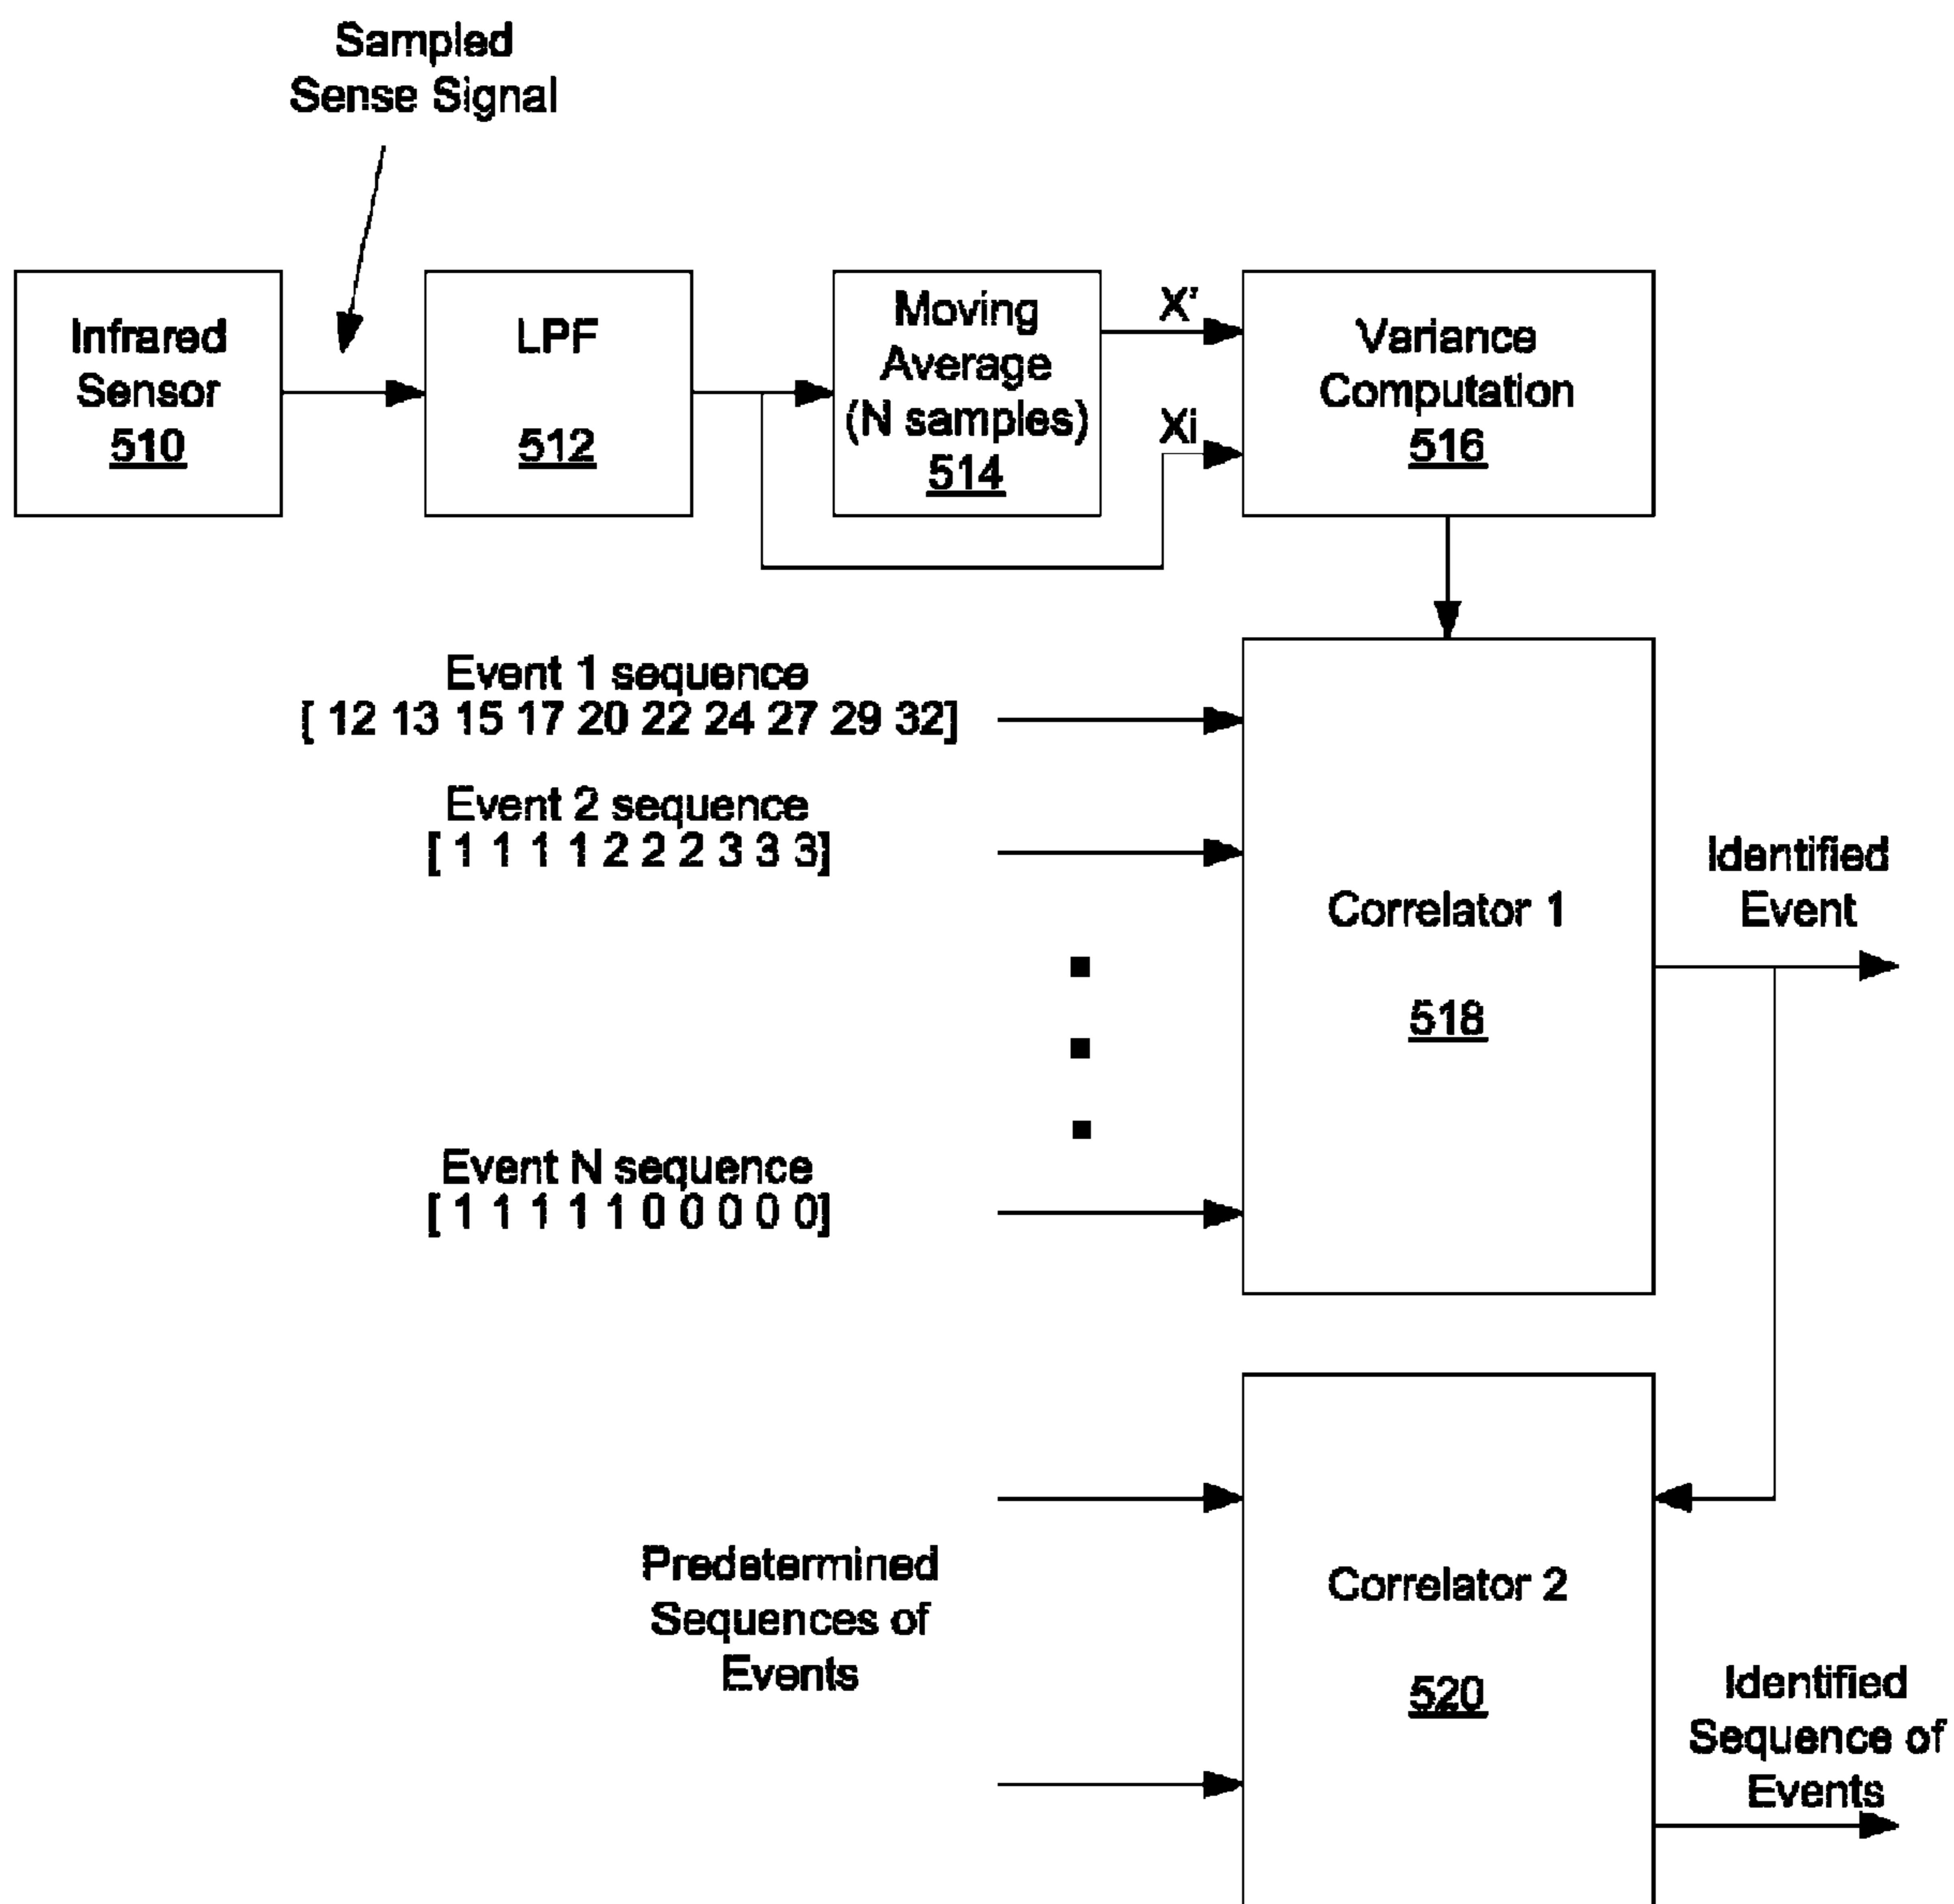 Sampled
Sense Signal
Infrared
Sensor
510
LPF
512
Moving
Average
(N samples)
514
X'
Xi
Variance
Computation
516
Event 1 sequence
[ 12 13 15 17 20 22 24 27 29 32]
Event 2 sequence
[ 1 1 1 1 2 2 2 3 3 3]
Event N sequence
[ 1 1 1 1 1 0 0 0 0 0]
Correlator 1
518
Identified
Event
Predetermined
Sequences of
Events
Correlator 2
520
Identified
Sequence of
Events